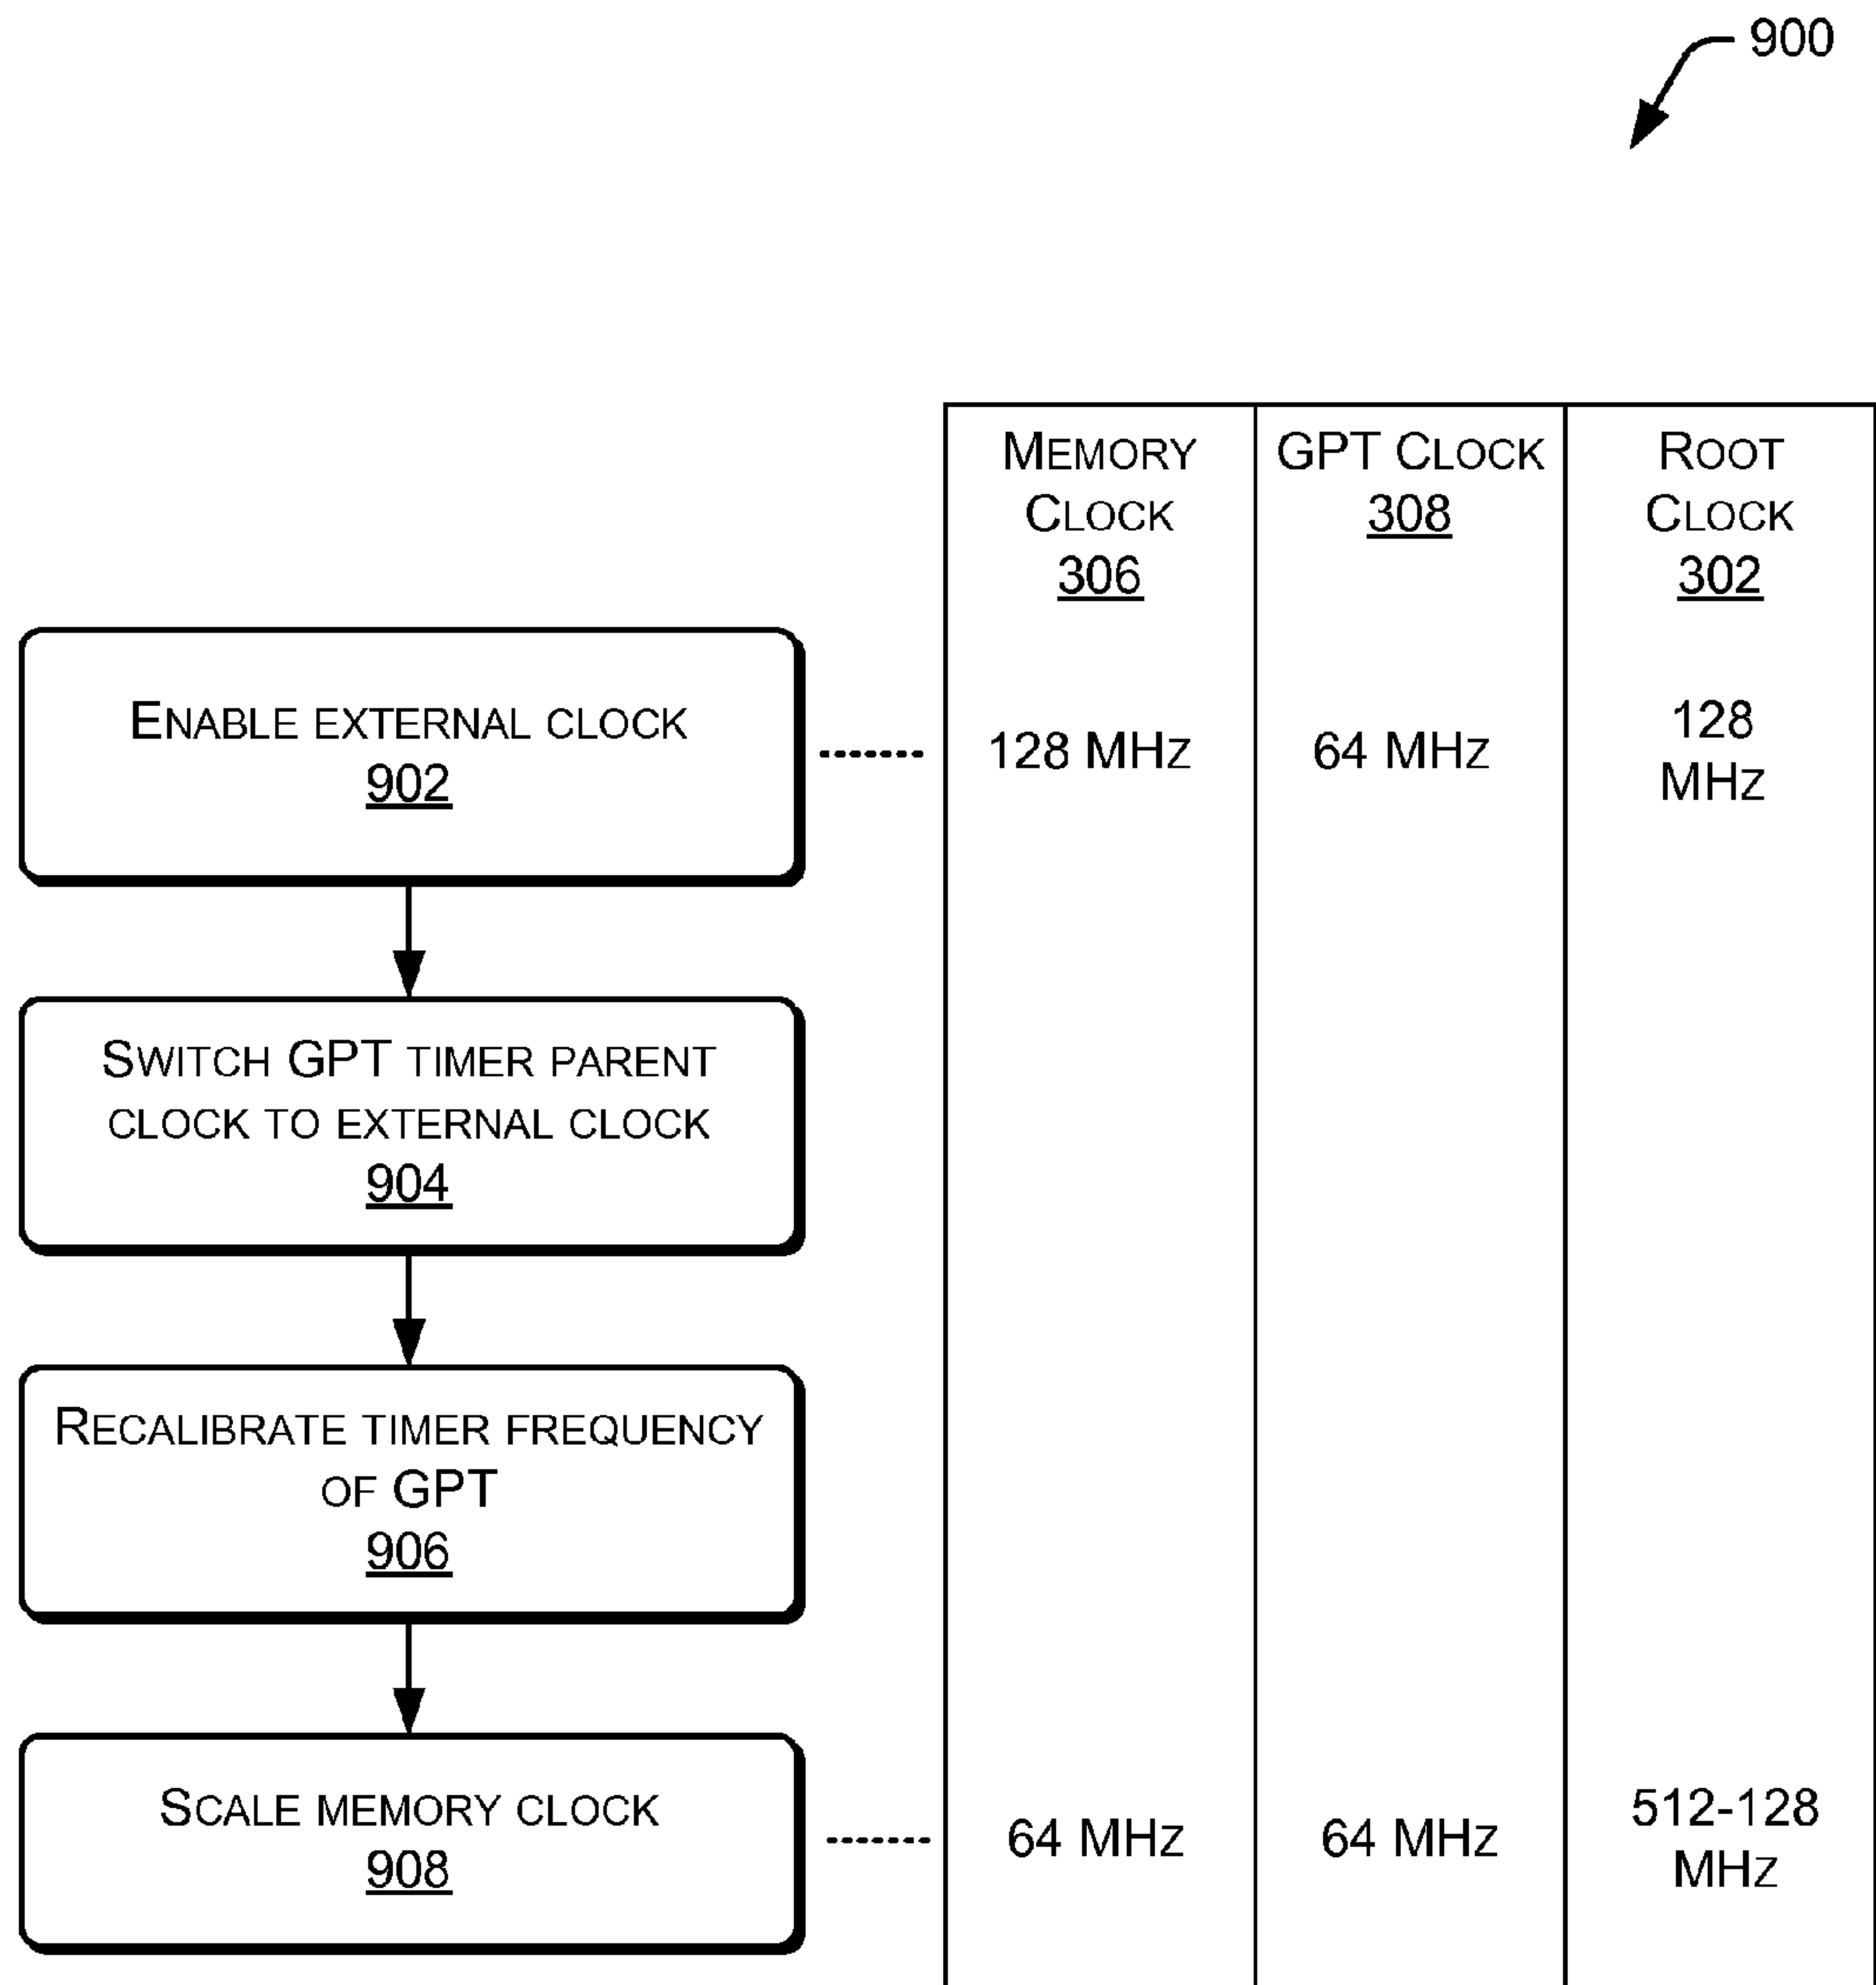 900
MEMORY CLOCK 306
GPT CLOCK 308
ROOT CLOCK 302
ENABLE EXTERNAL CLOCK
902
128 MHz
64 MHz
128 MHz
SWITCH GPT TIMER PARENT
CLOCK TO EXTERNAL CLOCK
904
RECALIBRATE TIMER FREQUENCY
OF GPT
906
SCALE MEMORY CLOCK
908
64 MHz
64 MHz
512-128 MHz